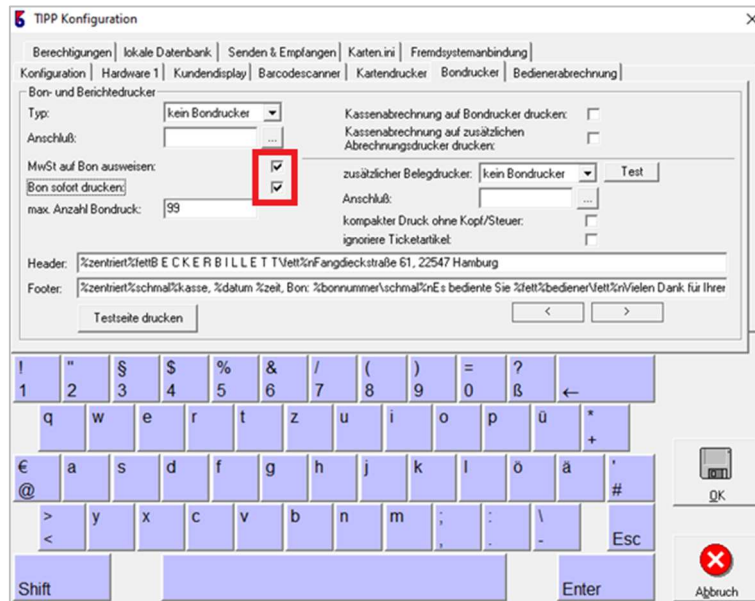 TIPP Konfiguration
Berechtigungen lokale Datenbank Senden & Empfangen Karten.ini Fremdsystemanbindung
Konfiguration Hardware 1 Kundendisplay Barcodescanner Kartendrucker Bondrucker Bedienerabrechnung
Bon- und Berichtedrucker
Typ: kein Bondrucker
Anschluß: ...
MwSt auf Bon ausweisen:
Bon sofort drucken:
max. Anzahl Bondruck: 99
Kassenabrechnung auf Bondrucker drucken:
Kassenabrechnung auf zusätzlichen
Abrechnungsdrucker drucken:
zusätzlicher Belegdrucker: kein Bondrucker Test
Anschluß: ...
kompakter Druck ohne Kopf/Steuer:
ignoriere Ticketartikel:
Header: %zentriert%fettB E C K E R B I L L E T T\fett%nFangdieckstraße 61, 22547 Hamburg
Footer: %zentriert%schmal%kasse, %datum %zeit, Bon: %bonnummer\schmal%nEs bediente Sie %fett%bediener\fett%nVielen Dank für Ihrer
Testseite drucken < >
! " § $ % & / ( ) = ?
1 2 3 4 5 6 7 8 9 0 ß ←
q w e r t z u i o p ü *
+
€ a s d f g h j k l ö ä '
@ #
> y x c v b n m ; : \
< , . - Esc
Shift Enter
OK
Abbruch